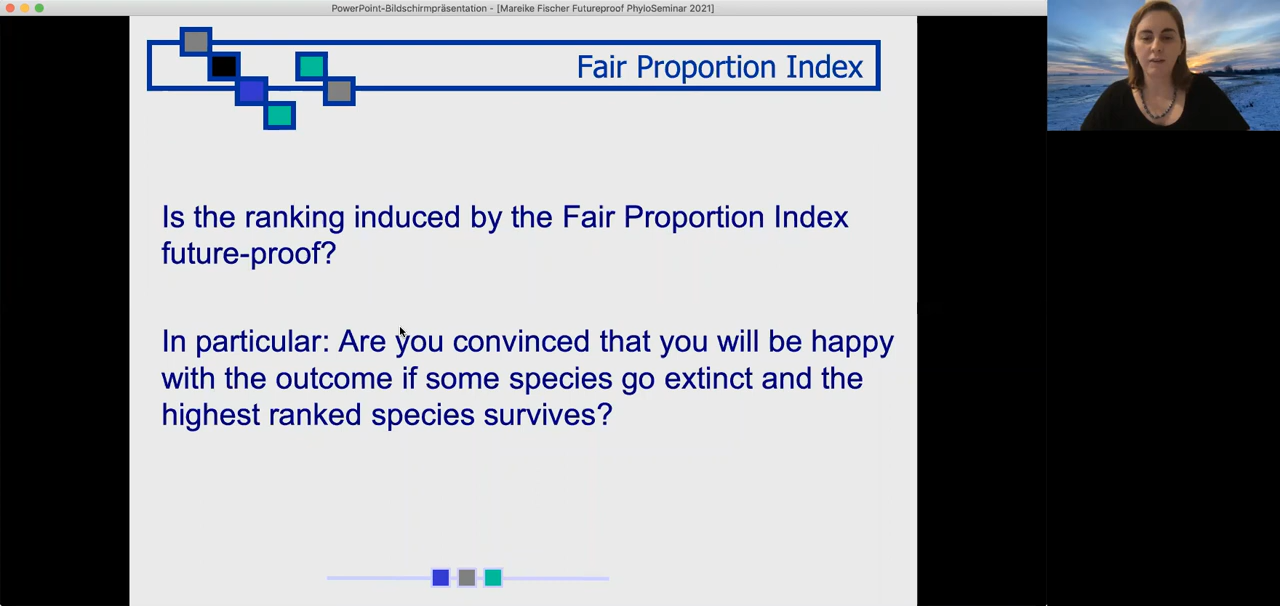 PowerPoint-Bildschirmpräsentation - [Mareike Fischer Futureproof PhyloSeminar 2021]
Fair Proportion Index
Is the ranking induced by the Fair Proportion Index
future-proof?
In particular: Are you convinced that you will be happy
with the outcome if some species go extinct and the
highest ranked species survives?